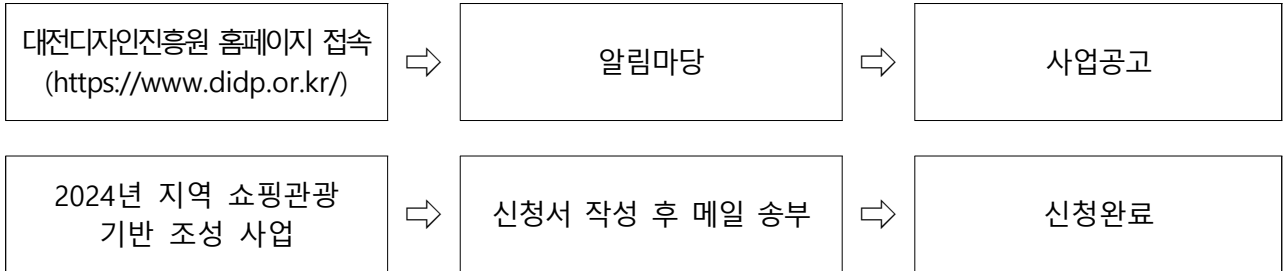 대전디자인진흥원 홈페이지 접속
(https://www.didp.or.kr/)
⇨
알림마당
⇨
사업공고
2024년 지역 쇼핑관광
기반 조성 사업
⇨
신청서 작성 후 메일 송부
⇨
신청완료